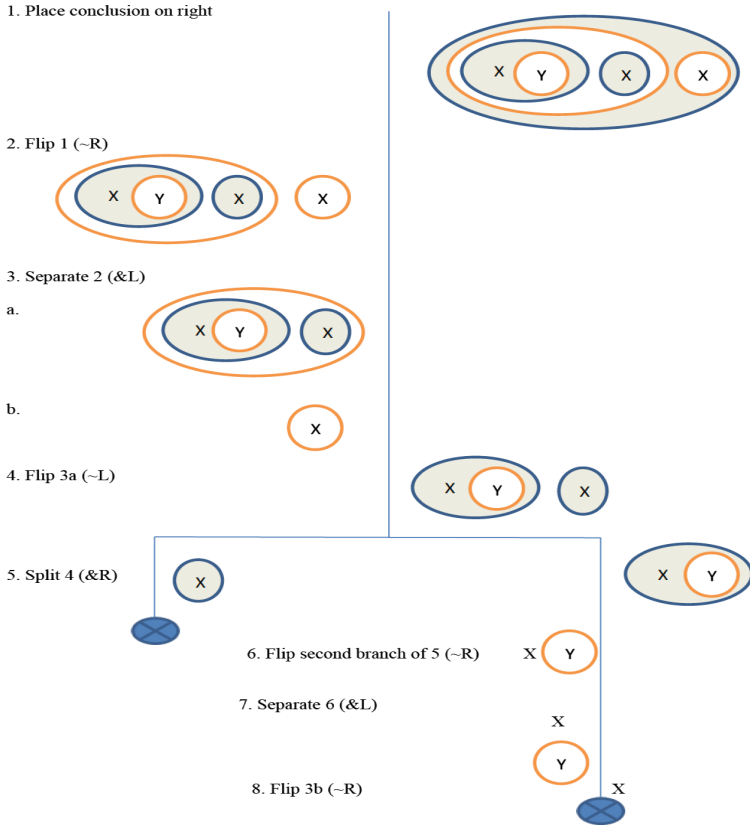 1. Place conclusion on right
X Y X X
2. Flip 1 (~R)
X Y X X
3. Separate 2 (&L)
a.
X Y X
b.
X
4. Flip 3a (~L)
X Y X
5. Split 4 (&R)
X X Y
6. Flip second branch of 5 (~R) X Y
7. Separate 6 (&L)
X
Y
8. Flip 3b (~R) X